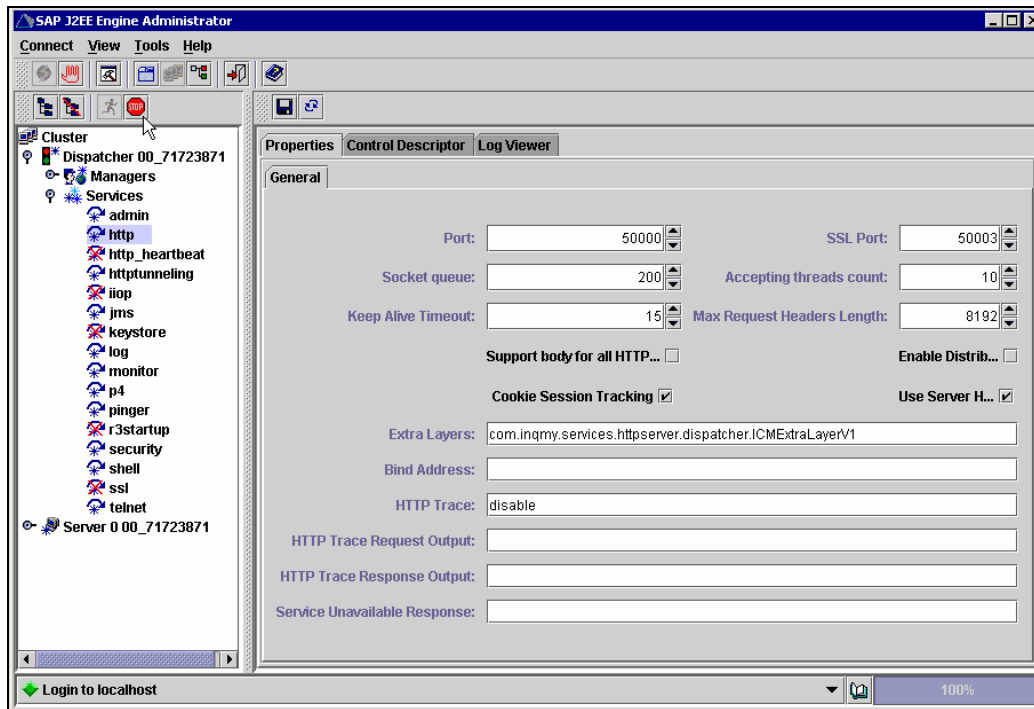 SAP J2EE Engine Administrator
Connect View Tools Help
STOP
Cluster
Dispatcher 00_71723871
Managers
Services
admin
http
http_heartbeat
httptunneling
iiop
jms
keystore
log
monitor
p4
pinger
r3startup
security
shell
ssl
telnet
Server 0 00_71723871
Properties Control Descriptor Log Viewer
General
Port: 50000 SSL Port: 50003
Socket queue: 200 Accepting threads count: 10
Keep Alive Timeout: 15 Max Request Headers Length: 8192
Support body for all HTTP... Enable Distrib...
Cookie Session Tracking Use Server H...
Extra Layers: com.inqmy.services.httpserver.dispatcher.ICMExtraLayerV1
Bind Address:
HTTP Trace: disable
HTTP Trace Request Output:
HTTP Trace Response Output:
Service Unavailable Response:
Login to localhost 100%